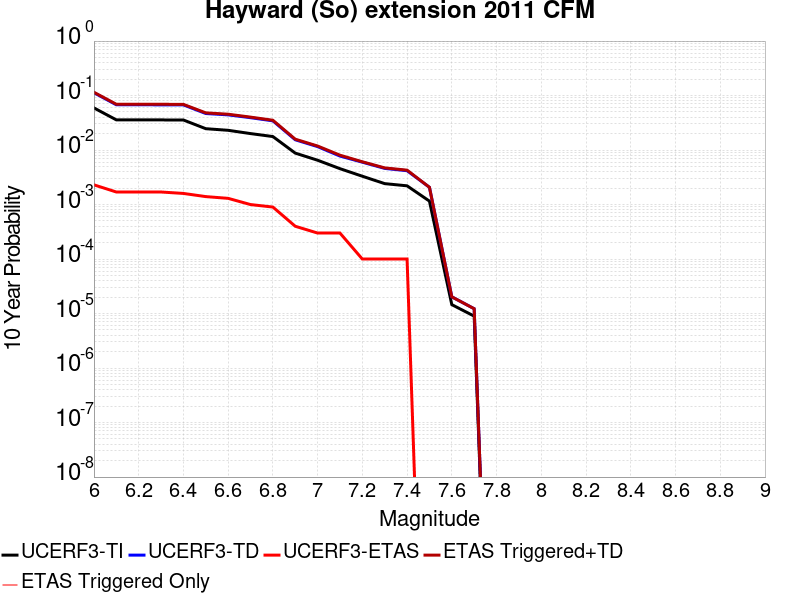 Hayward (So) extension 2011 CFM
10 Year Probability
10^0
10^-1
10^-2
10^-3
10^-4
10^-5
10^-6
10^-7
10^-8
6 6.2 6.4 6.6 6.8 7 7.2 7.4 7.6 7.8 8 8.2 8.4 8.6 8.8 9
Magnitude
UCERF3-TI UCERF3-TD UCERF3-ETAS ETAS Triggered+TD
ETAS Triggered Only